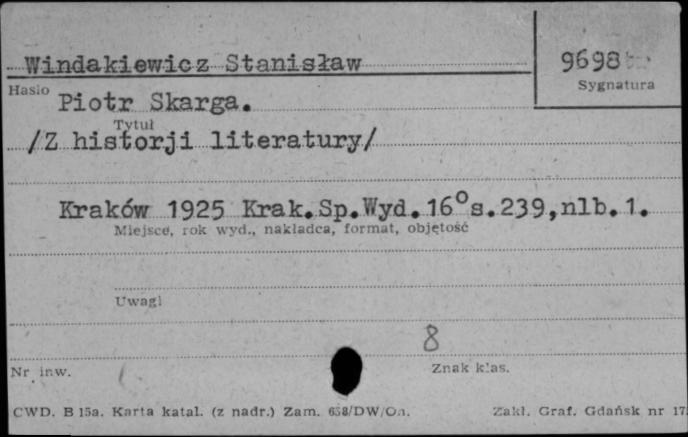 Windakiewicz Stanisław
9698
Sygnatura
Hasło
Piotr Skarga.
Tytuł
/Z historji literatury/
Kraków 1925 Krak.Sp.Wyd.16°s.239,nlb.1.
Miejsce, rok wyd., nakładca, format, objętość
Uwagi
8
Nr inw.
Znak klas.
CWD. B 15a. Karta katal. (z nadr.) Zam. 658/DW/On.
Zakł. Graf. Gdańsk nr 17